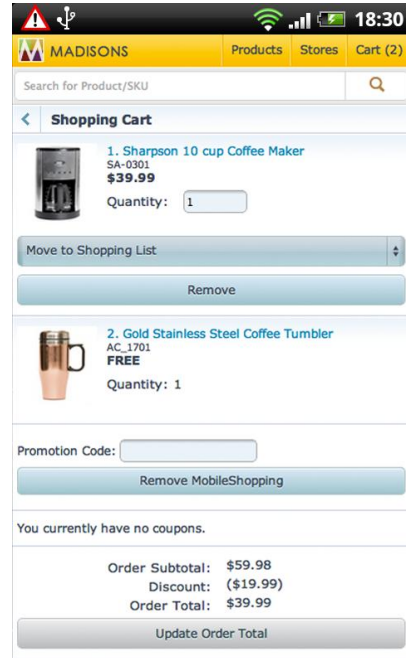 18:30
MADISONS Products Stores Cart (2)
Search for Product/SKU
Shopping Cart
1. Sharpson 10 cup Coffee Maker
SA-0301
$39.99
Quantity: 1
Move to Shopping List
Remove
2. Gold Stainless Steel Coffee Tumbler
AC_1701
FREE
Quantity: 1
Promotion Code:
Remove MobileShopping
You currently have no coupons.
Order Subtotal: $59.98
Discount: ($19.99)
Order Total: $39.99
Update Order Total